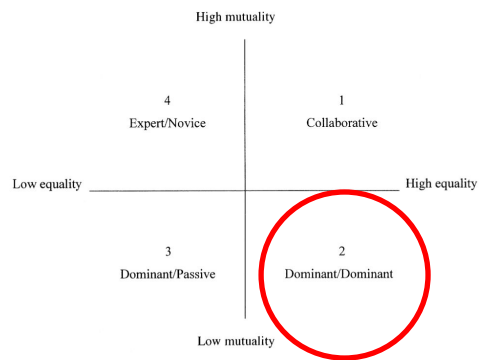 High mutuality
4
1
Expert/Novice
Collaborative
Low equality
High equality
3
2
Dominant/Passive
Dominant/Dominant
Low mutuality